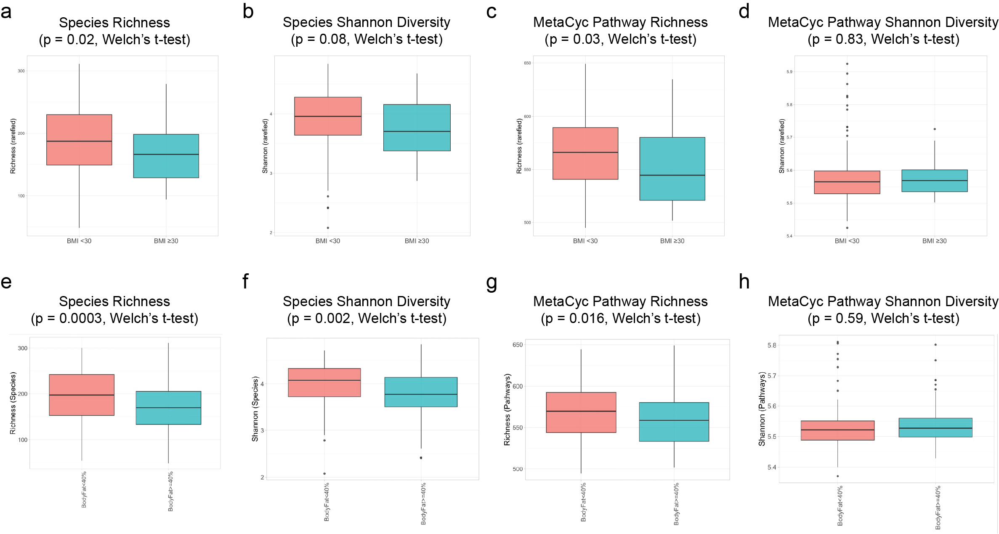 a
Species Richness
(p = 0.02, Welch’s t-test)
300
200
100
Richness (rarefied)
BMI <30
BMI ≥30
b
Species Shannon Diversity
(p = 0.08, Welch’s t-test)
4
3
2
Shannon (rarefied)
BMI <30
BMI ≥30
c
MetaCyc Pathway Richness
(p = 0.03, Welch’s t-test)
650
600
550
500
Richness (rarefied)
BMI <30
BMI ≥30
d
MetaCyc Pathway Shannon Diversity
(p = 0.83, Welch’s t-test)
5.9
5.8
5.7
5.6
5.5
5.4
Shannon (rarefied)
BMI <30
BMI ≥30
e
Species Richness
(p = 0.0003, Welch’s t-test)
300
200
100
Richness (Species)
BodyFat<40%
BodyFat>=40%
f
Species Shannon Diversity
(p = 0.002, Welch’s t-test)
4
3
2
Shannon (Species)
BodyFat<40%
BodyFat>=40%
g
MetaCyc Pathway Richness
(p = 0.016, Welch’s t-test)
650
600
550
500
Richness (Pathways)
BodyFat<40%
BodyFat>=40%
h
MetaCyc Pathway Shannon Diversity
(p = 0.59, Welch’s t-test)
5.8
5.7
5.6
5.5
5.4
Shannon (Pathways)
BodyFat<40%
BodyFat>=40%